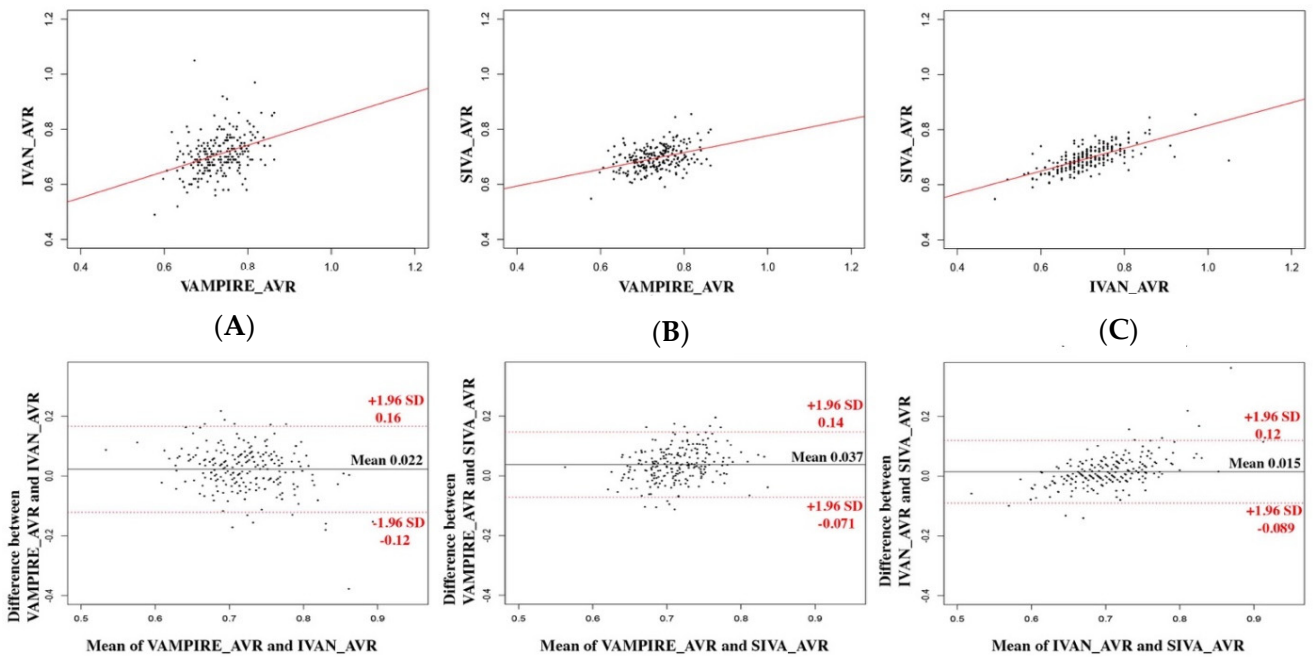 1.2
1.0
0.8
0.6
0.4
IVAN_AVR
0.4 0.6 0.8 1.0 1.2
VAMPIRE_AVR
(A)
1.2
1.0
0.8
0.6
0.4
SIVA_AVR
0.4 0.6 0.8 1.0 1.2
VAMPIRE_AVR
(B)
1.2
1.0
0.8
0.6
0.4
SIVA_AVR
0.4 0.6 0.8 1.0 1.2
IVAN_AVR
(C)
Difference between
VAMPIRE_AVR and IVAN_AVR
0.2
0.0
-0.2
-0.4
+1.96 SD
0.16
Mean 0.022
-1.96 SD
-0.12
0.5 0.6 0.7 0.8 0.9
Mean of VAMPIRE_AVR and IVAN_AVR
Difference between
VAMPIRE_AVR and SIVA_AVR
0.2
0.0
-0.2
-0.4
+1.96 SD
0.14
Mean 0.037
+1.96 SD
-0.071
0.5 0.6 0.7 0.8 0.9
Mean of VAMPIRE_AVR and SIVA_AVR
Difference between
IVAN_AVR and SIVA_AVR
0.2
0.0
-0.2
-0.4
+1.96 SD
0.12
Mean 0.015
+1.96 SD
-0.089
0.5 0.6 0.7 0.8 0.9
Mean of IVAN_AVR and SIVA_AVR